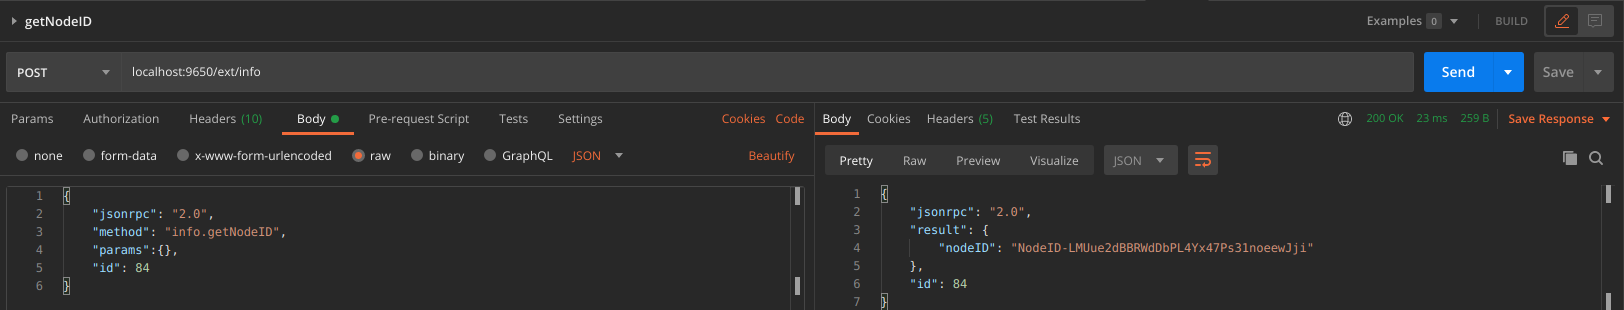 getNodeID
Examples 0 BUILD
POST localhost:9650/ext/info Send Save
Params Authorization Headers (10) Body Pre-request Script Tests Settings Cookies Code
none form-data x-www-form-urlencoded raw binary GraphQL JSON Beautify
1 {
2 "jsonrpc": "2.0",
3 "method": "info.getNodeID",
4 "params":{},
5 "id": 84
6 }
Body Cookies Headers (5) Test Results 200 OK 23 ms 259 B Save Response
Pretty Raw Preview Visualize JSON
1 {
2 "jsonrpc": "2.0",
3 "result": {
4 "nodeID": "NodeID-LMUue2dBBRWdDbPL4Yx47Ps31noeewJji"
5 },
6 "id": 84
7 }